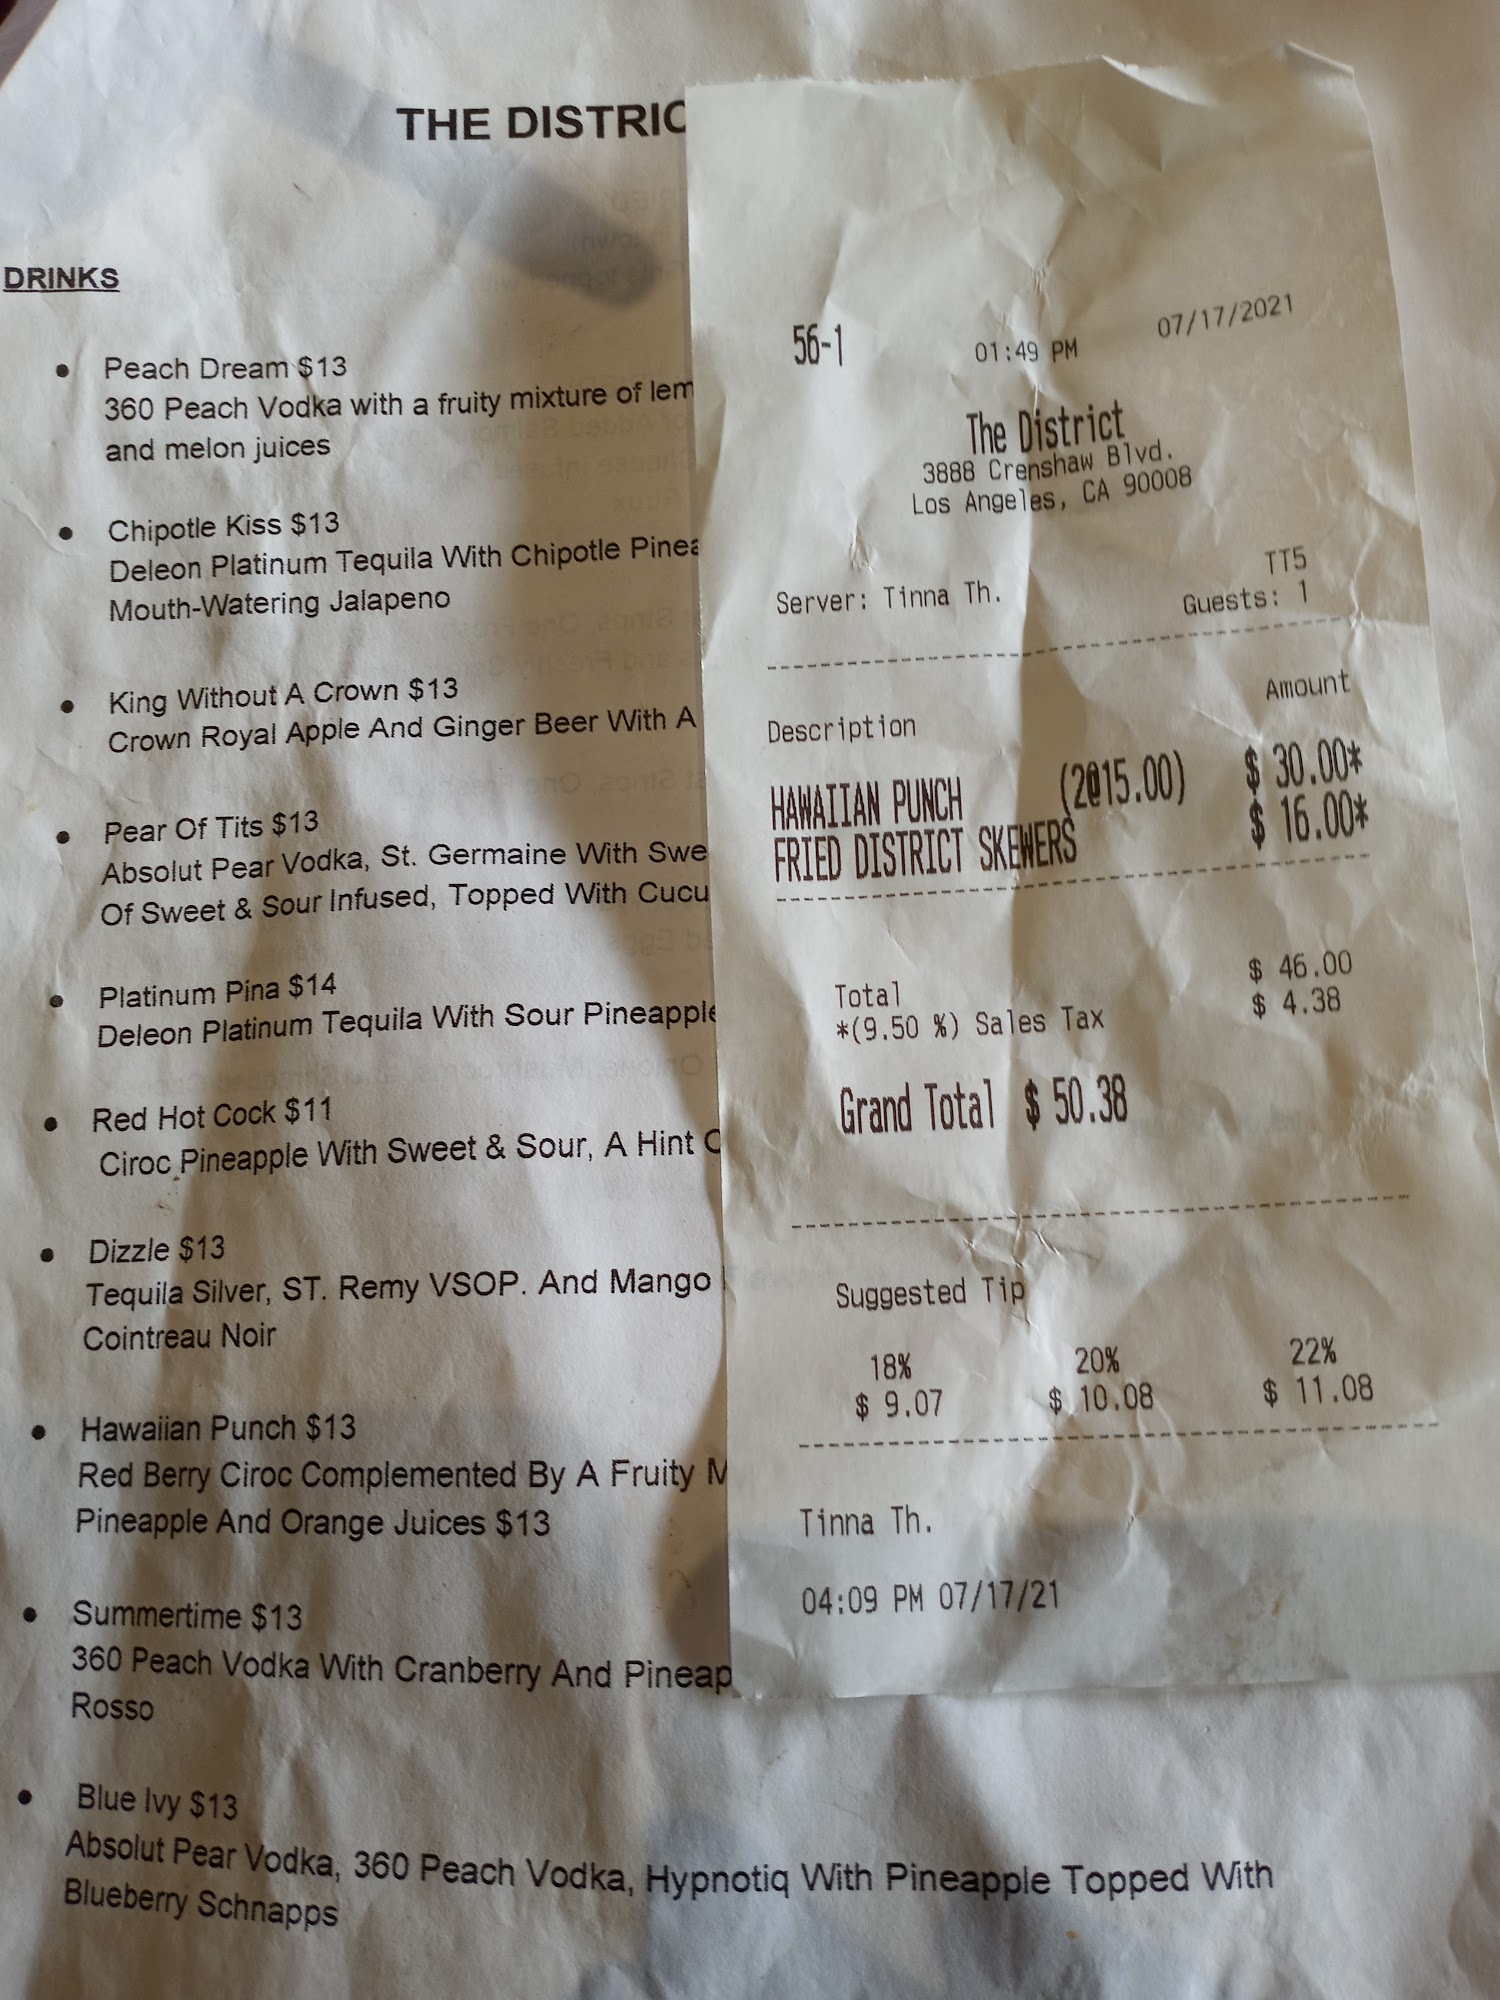 THE DISTRIC
DRINKS
Peach Dream $13
360 Peach Vodka with a fruity mixture of lem
and melon juices
Chipotle Kiss $13
Deleon Platinum Tequila With Chipotle Pinea
Mouth-Watering Jalapeno
King Without A Crown $13
Crown Royal Apple And Ginger Beer With A
Pear Of Tits $13
Absolut Pear Vodka, St. Germaine With Swe
Of Sweet & Sour Infused, Topped With Cucu
Platinum Pina $14
Deleon Platinum Tequila With Sour Pineapple
Red Hot Cock $11
Ciroc Pineapple With Sweet & Sour, A Hint O
Dizzle $13
Tequila Silver, ST. Remy VSOP. And Mango
Cointreau Noir
Hawaiian Punch $13
Red Berry Ciroc Complemented By A Fruity M
Pineapple And Orange Juices $13
Summertime $13
360 Peach Vodka With Cranberry And Pineap
Rosso
Blue Ivy $13
Absolut Pear Vodka, 360 Peach Vodka, Hypnotiq With Pineapple Topped With
Blueberry Schnapps
56-1 01:49 PM 07/17/2021
The District
3888 Crenshaw Blvd.
Los Angeles, CA 90008
TT5
Server: Tinna Th. Guests: 1
Description Amount
HAWAIIAN PUNCH (2@15.00) $ 30.00*
FRIED DISTRICT SKEWERS $ 16.00*
Total $ 46.00
*(9.50 %) Sales Tax $ 4.38
Grand Total $ 50.38
Suggested Tip
18% 20% 22%
$ 9.07 $ 10.08 $ 11.08
Tinna Th.
04:09 PM 07/17/21